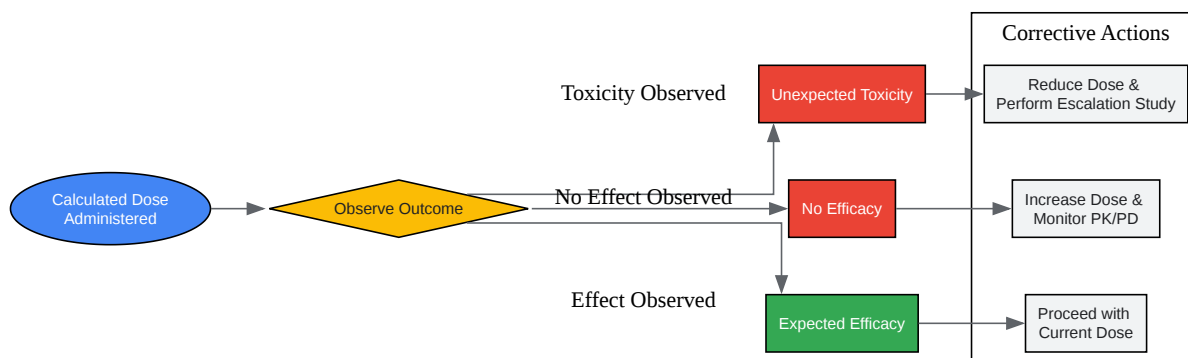 Corrective Actions
Toxicity Observed
Unexpected Toxicity
Reduce Dose &
Perform Escalation Study
Calculated Dose
Administered
Observe Outcome
No Effect Observed
No Efficacy
Increase Dose &
Monitor PK/PD
Effect Observed
Expected Efficacy
Proceed with
Current Dose